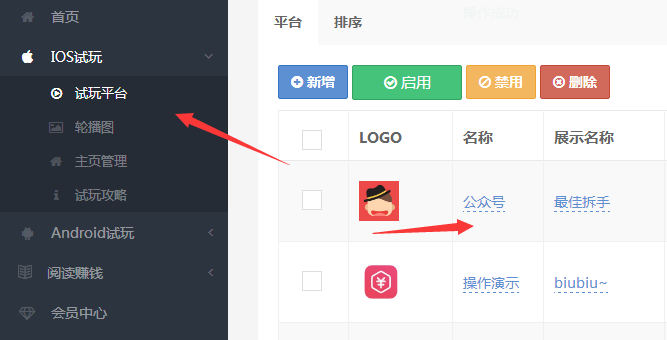 首页
IOS试玩
试玩平台
轮播图
主页管理
试玩攻略
Android试玩
阅读赚钱
会员中心
平台 排序
新增 启用 禁用 删除
LOGO 名称 展示名称
公众号 最佳拆手
操作演示 biubiu~